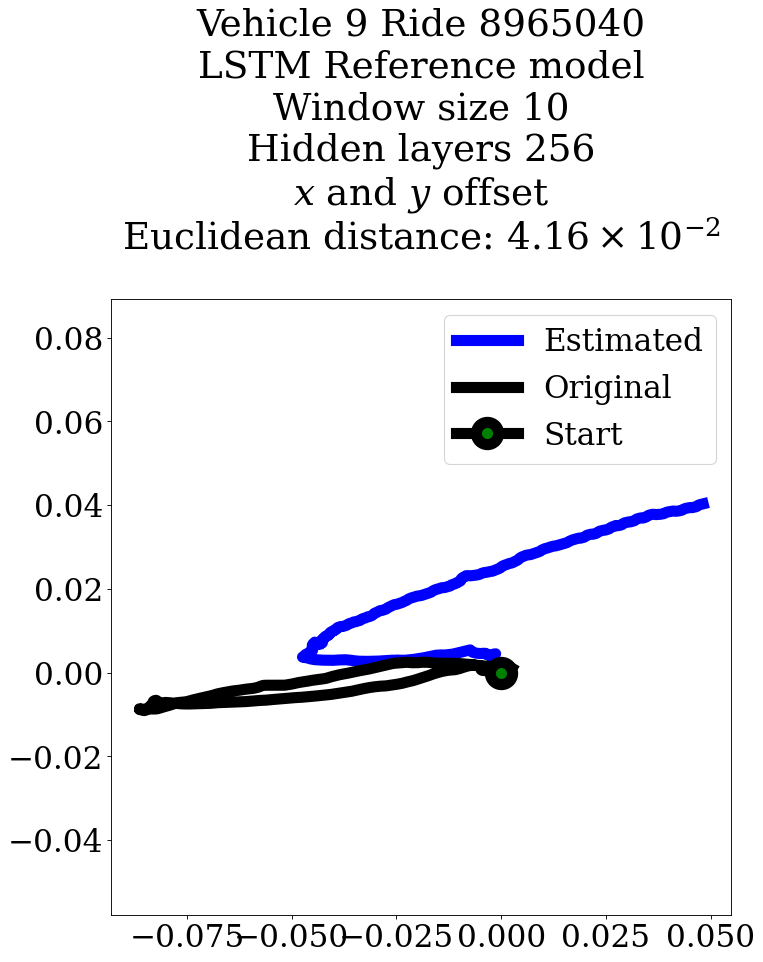 Vehicle 9 Ride 8965040
LSTM Reference model
Window size 10
Hidden layers 256
x and y offset
Euclidean distance: 4.16 × 10⁻²
Estimated
Original
Start
0.08
0.06
0.04
0.02
0.00
−0.02
−0.04
−0.075 −0.050 −0.025 0.000 0.025 0.050